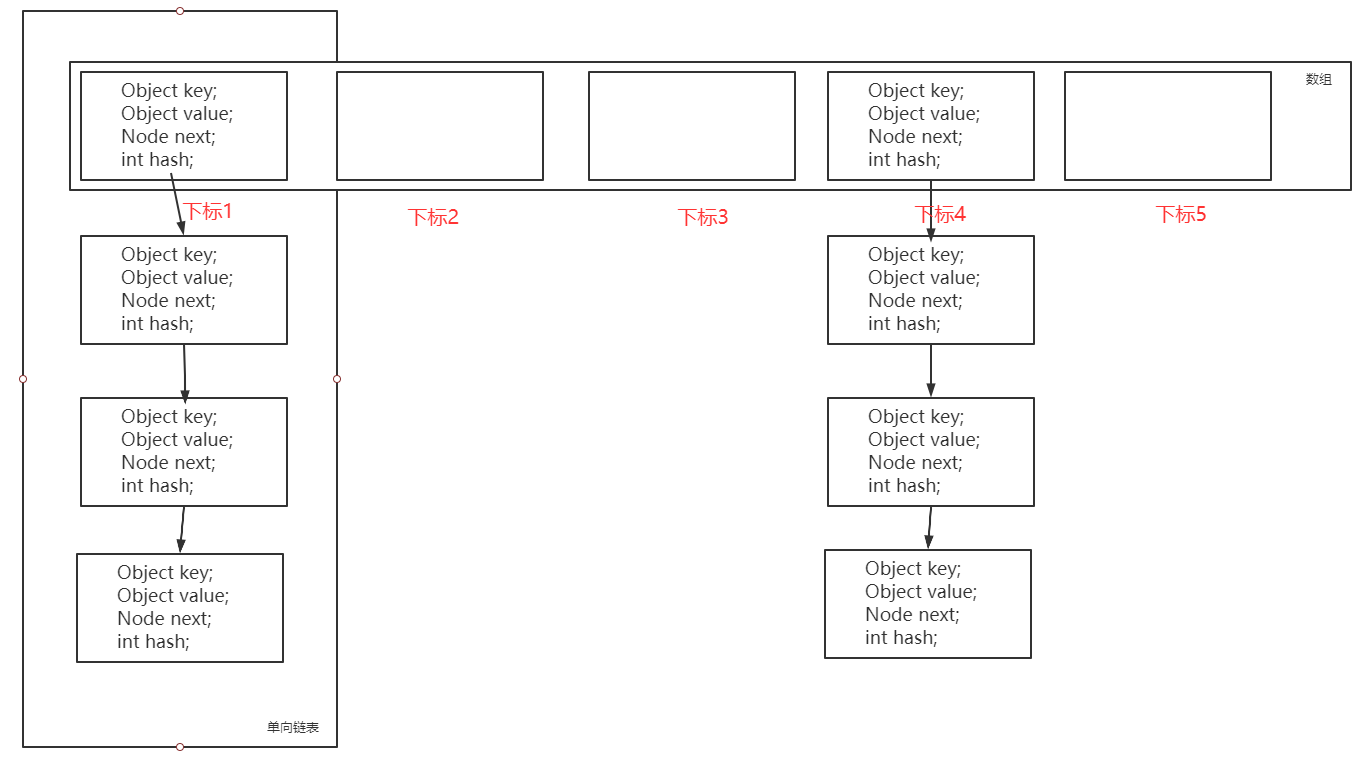 Object key;
Object value;
Node next;
int hash;
Object key;
Object value;
Node next;
int hash;
数组
下标1
下标2
下标3
下标4
下标5
Object key;
Object value;
Node next;
int hash;
Object key;
Object value;
Node next;
int hash;
Object key;
Object value;
Node next;
int hash;
Object key;
Object value;
Node next;
int hash;
Object key;
Object value;
Node next;
int hash;
Object key;
Object value;
Node next;
int hash;
单向链表